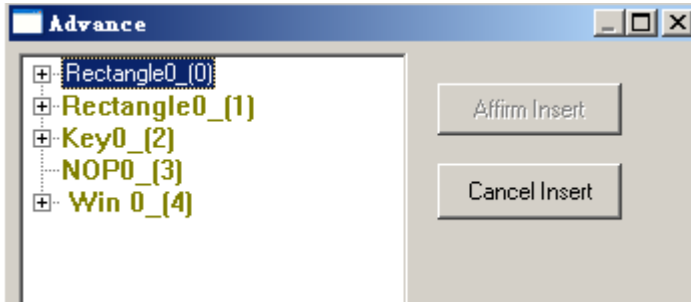 Advance
Rectangle0_(0)
Rectangle0_(1)
Key0_(2)
NOP0_(3)
Win 0_(4)
Affirm Insert
Cancel Insert